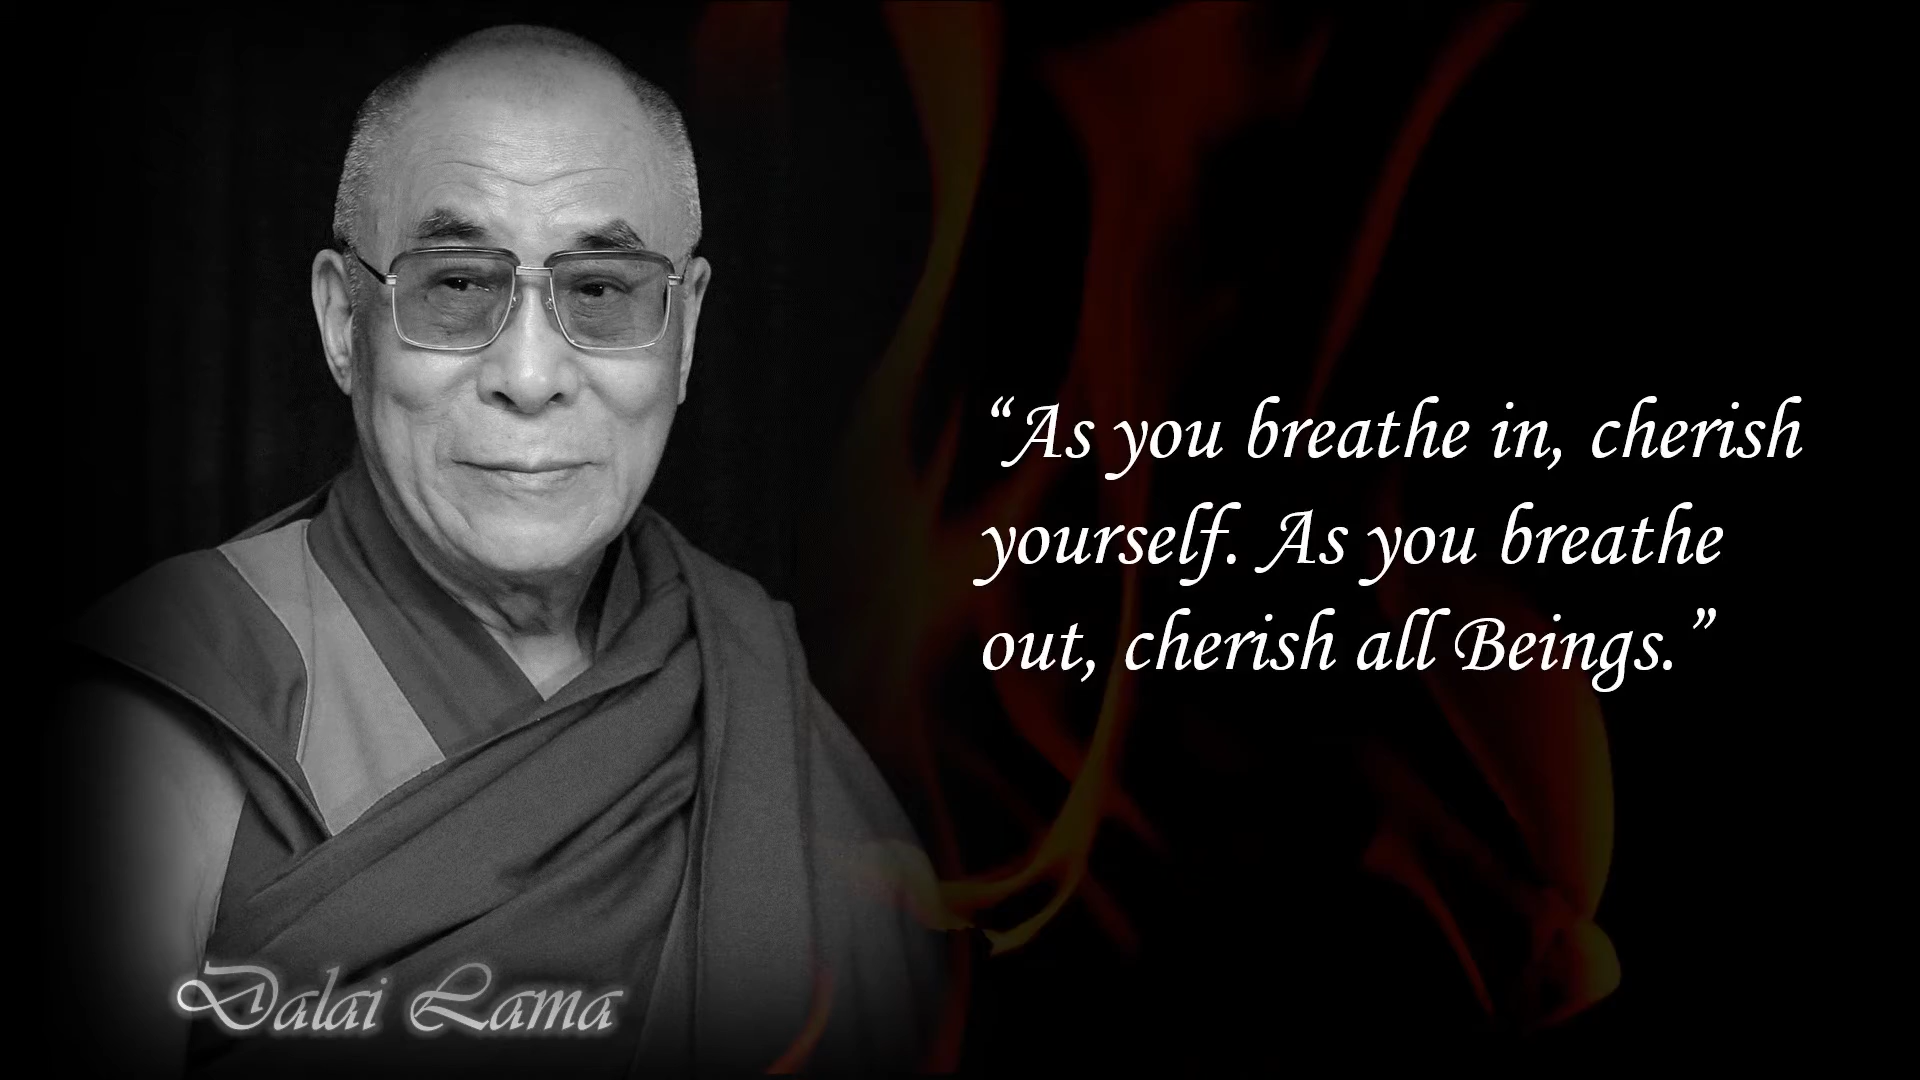 “As you breathe in, cherish
yourself. As you breathe
out, cherish all Beings.”
Dalai Lama